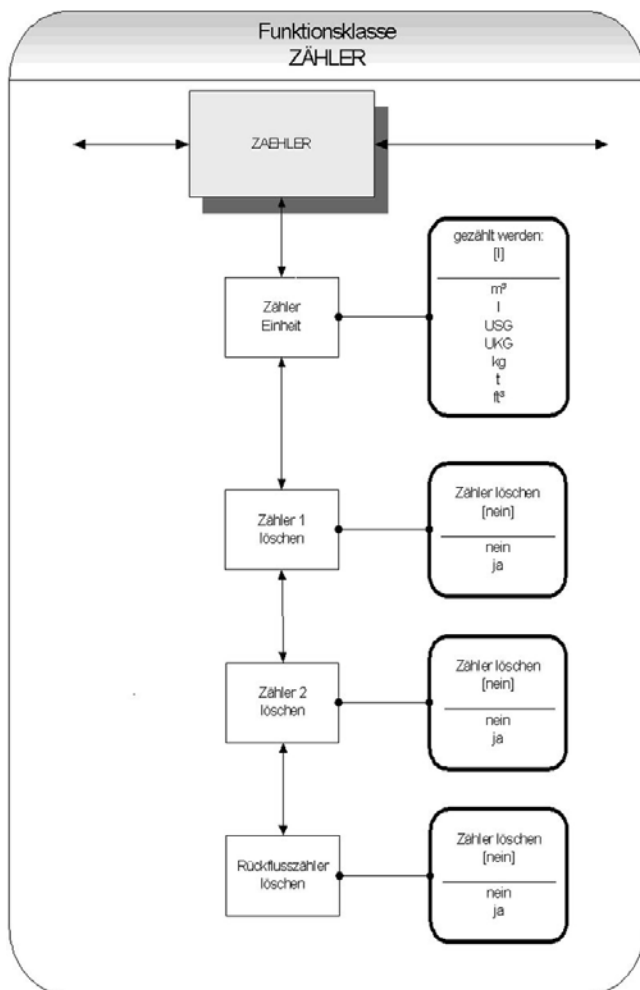 Funktionsklasse
ZÄHLER
ZAEHLER
Zähler
Einheit
gezählt werden:
[l]
m³
l
USG
UKG
kg
t
ft³
Zähler 1
löschen
Zähler löschen
[nein]
nein
ja
Zähler 2
löschen
Zähler löschen
[nein]
nein
ja
Rückflusszähler
löschen
Zähler löschen
[nein]
nein
ja